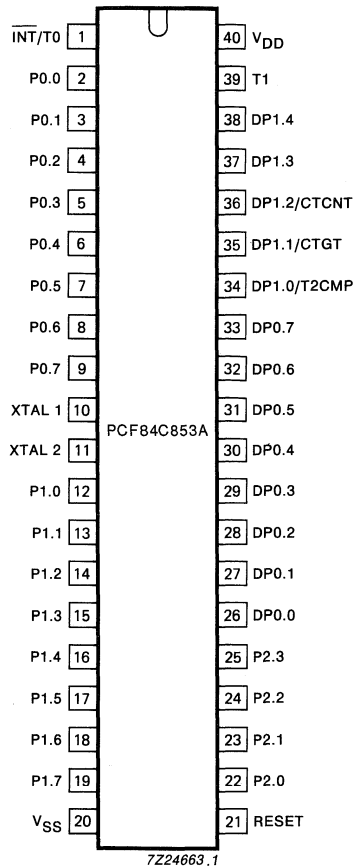 INT/T0 1 40 VDD
P0.0 2 39 T1
P0.1 3 38 DP1.4
P0.2 4 37 DP1.3
P0.3 5 36 DP1.2/CTCNT
P0.4 6 35 DP1.1/CTGT
P0.5 7 34 DP1.0/T2CMP
P0.6 8 33 DP0.7
P0.7 9 32 DP0.6
XTAL 1 10 31 DP0.5
PCF84C853A
XTAL 2 11 30 DP0.4
P1.0 12 29 DP0.3
P1.1 13 28 DP0.2
P1.2 14 27 DP0.1
P1.3 15 26 DP0.0
P1.4 16 25 P2.3
P1.5 17 24 P2.2
P1.6 18 23 P2.1
P1.7 19 22 P2.0
VSS 20 21 RESET
7Z24663.1